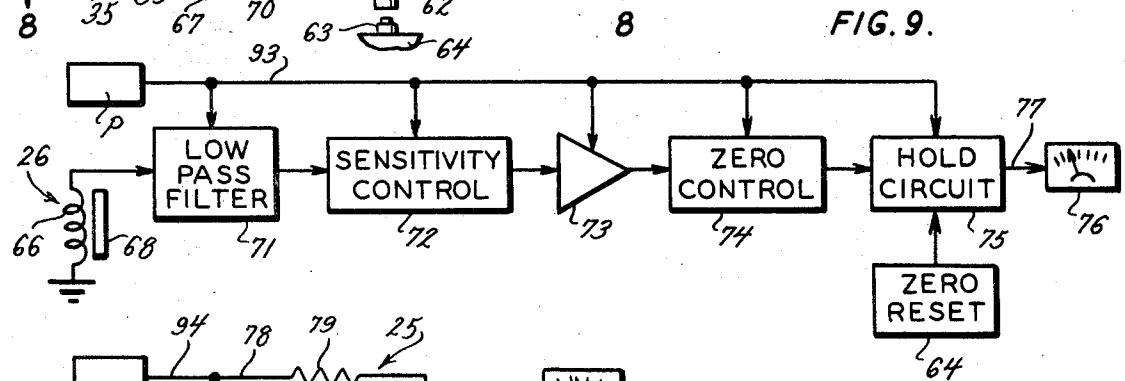 35 67 70 63 62 64
8 8 FIG. 9.
93
p
26
66
68
LOW
PASS
FILTER
71
SENSITIVITY
CONTROL
72
73
ZERO
CONTROL
74
HOLD
CIRCUIT
75
77
76
ZERO
RESET
64
94 78 79 25